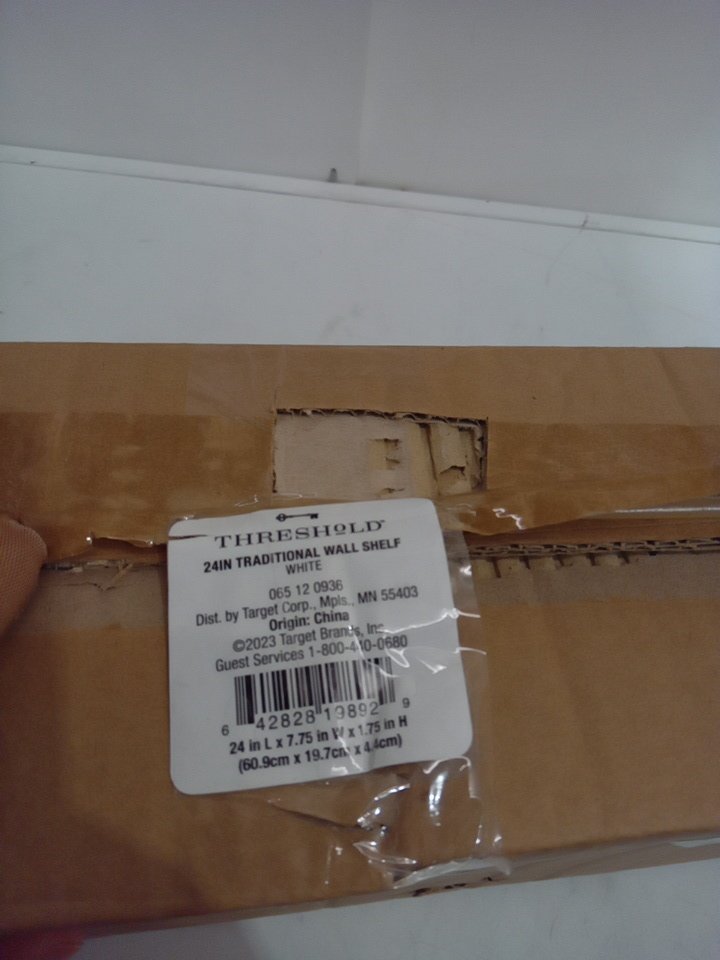 THRESHOLD™
24IN TRADITIONAL WALL SHELF
WHITE
065 12 0936
Dist. by Target Corp., Mpls., MN 55403
Origin: China
©2023 Target Brands, Inc.
Guest Services 1-800-440-0680
6 42828 19892 9
24 in L x 7.75 in W x 1.75 in H
(60.9cm x 19.7cm x 4.4cm)